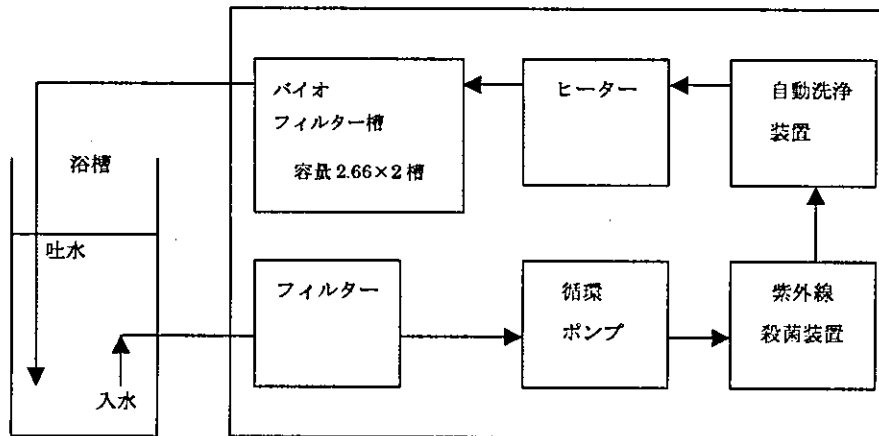 バイオ
フィルター槽
容量 2.66×2 槽
ヒーター
自動洗浄
装置
浴槽
吐水
入水
フィルター
循環
ポンプ
紫外線
殺菌装置